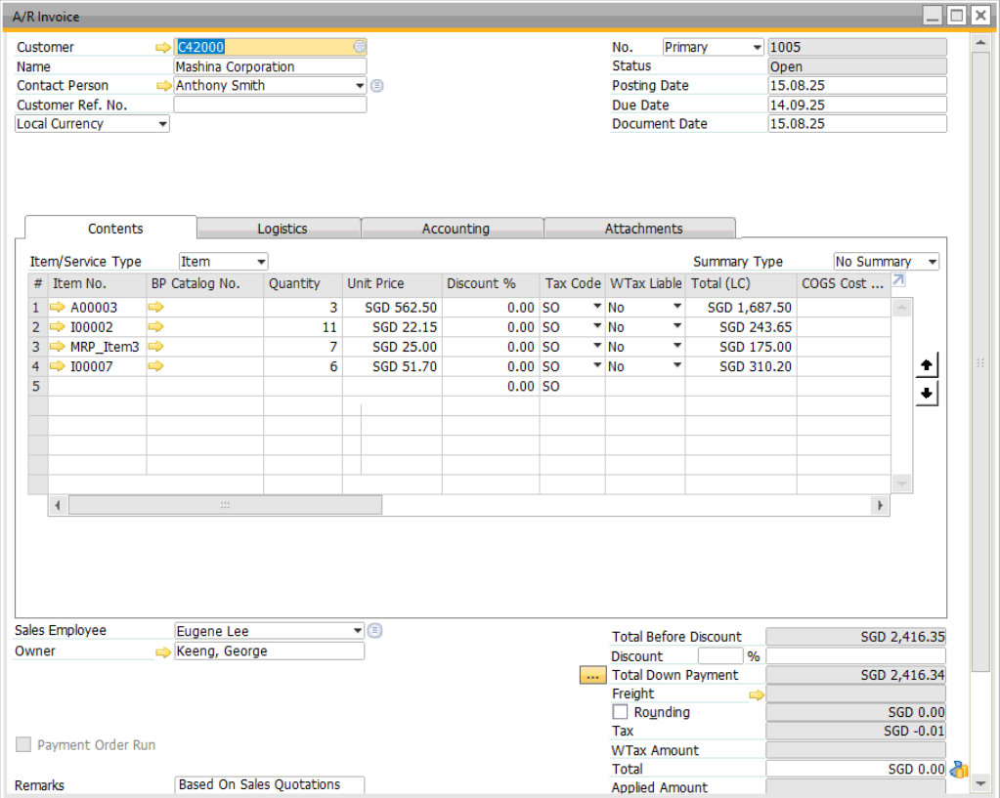 A/R Invoice
Customer C42000 No. Primary 1005
Name Mashina Corporation Status Open
Contact Person Anthony Smith Posting Date 15.08.25
Customer Ref. No. Due Date 14.09.25
Local Currency Document Date 15.08.25
Contents Logistics Accounting Attachments
Item/Service Type Item Summary Type No Summary
# Item No. BP Catalog No. Quantity Unit Price Discount % Tax Code WTax Liable Total (LC) COGS Cost ...
1 A00003 3 SGD 562.50 0.00 SO No SGD 1,687.50
2 I00002 11 SGD 22.15 0.00 SO No SGD 243.65
3 MRP_Item3 7 SGD 25.00 0.00 SO No SGD 175.00
4 I00007 6 SGD 51.70 0.00 SO No SGD 310.20
5 0.00 SO
Sales Employee Eugene Lee
Owner Keeng, George
Total Before Discount SGD 2,416.35
Discount %
... Total Down Payment SGD 2,416.34
Freight
Rounding SGD 0.00
Tax SGD -0.01
Payment Order Run
WTax Amount
Total SGD 0.00
Remarks Based On Sales Quotations
Applied Amount